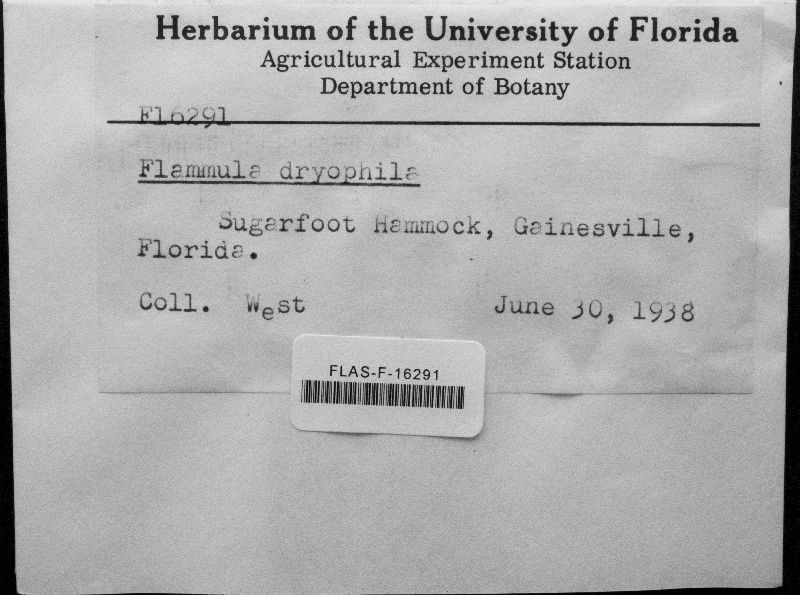 Herbarium of the University of Florida
Agricultural Experiment Station
Department of Botany
F16291
Flammula dryophila
Sugarfoot Hammock, Gainesville,
Florida.
Coll. West June 30, 1938
FLAS-F-16291